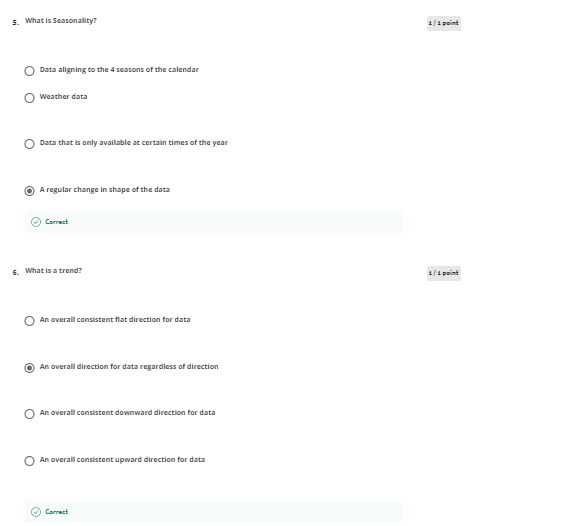 5. What is Seasonality?
1 / 1 point
Data aligning to the 4 seasons of the calendar
Weather data
Data that is only available at certain times of the year
A regular change in shape of the data
Correct
6. What is a trend?
1 / 1 point
An overall consistent flat direction for data
An overall direction for data regardless of direction
An overall consistent downward direction for data
An overall consistent upward direction for data
Correct